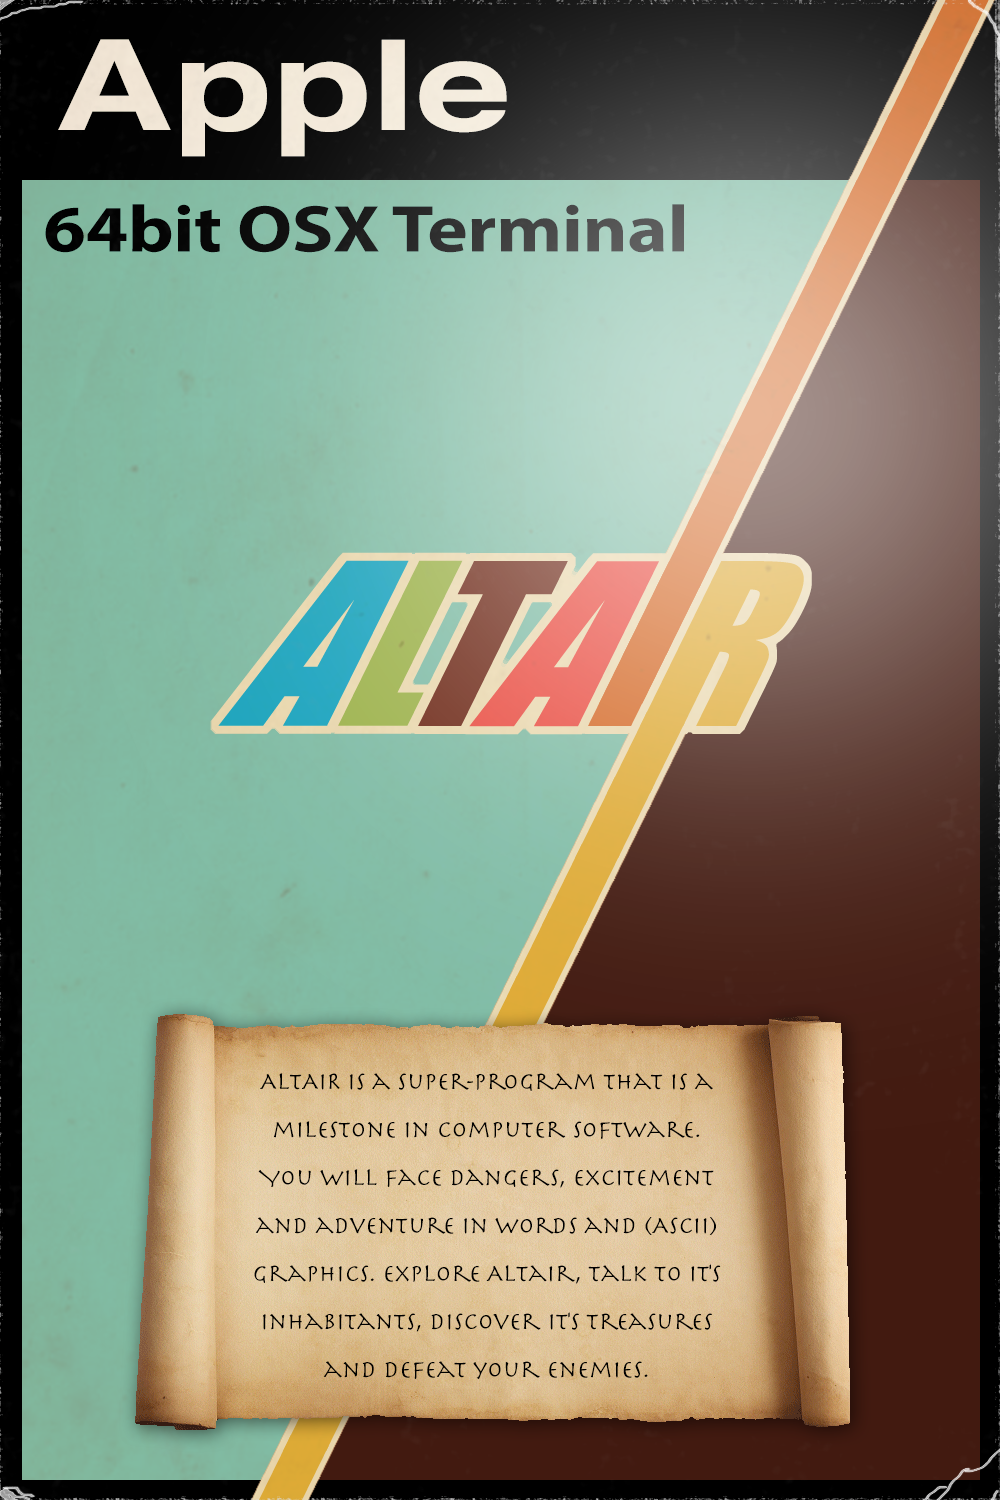 Apple
64bit OSX Terminal
ALTAIR
ALTAIR IS A SUPER-PROGRAM THAT IS A
MILESTONE IN COMPUTER SOFTWARE.
YOU WILL FACE DANGERS, EXCITEMENT
AND ADVENTURE IN WORDS AND (ASCII)
GRAPHICS. EXPLORE ALTAIR, TALK TO IT'S
INHABITANTS, DISCOVER IT'S TREASURES
AND DEFEAT YOUR ENEMIES.